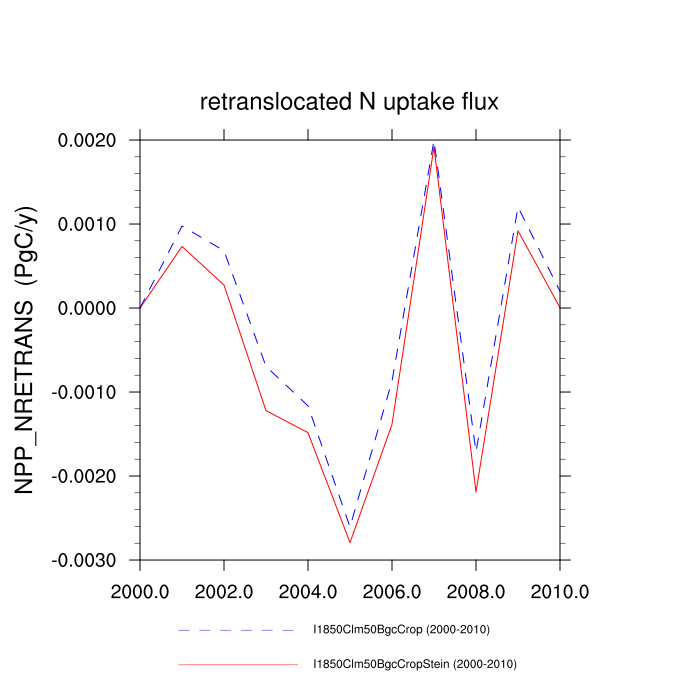 retranslocated N uptake flux
NPP_NRETRANS (PgC/y)
0.0020
0.0010
0.0000
-0.0010
-0.0020
-0.0030
2000.0 2002.0 2004.0 2006.0 2008.0 2010.0
I1850Clm50BgcCrop (2000-2010)
I1850Clm50BgcCropStein (2000-2010)